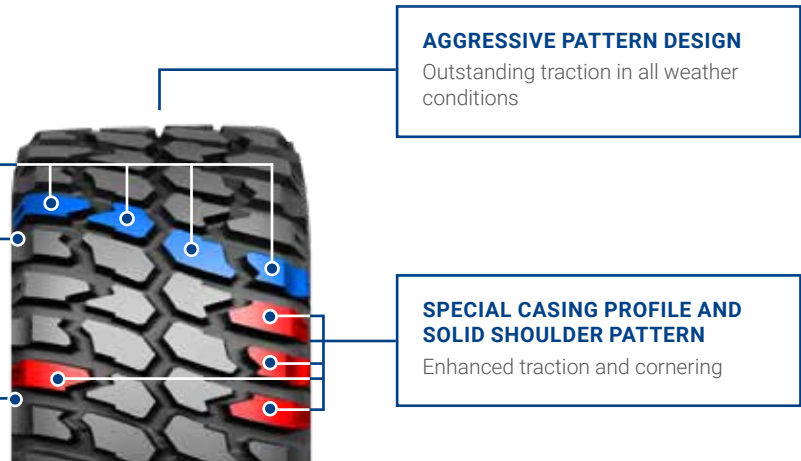 AGGRESSIVE PATTERN DESIGN
Outstanding traction in all weather
conditions
SPECIAL CASING PROFILE AND
SOLID SHOULDER PATTERN
Enhanced traction and cornering